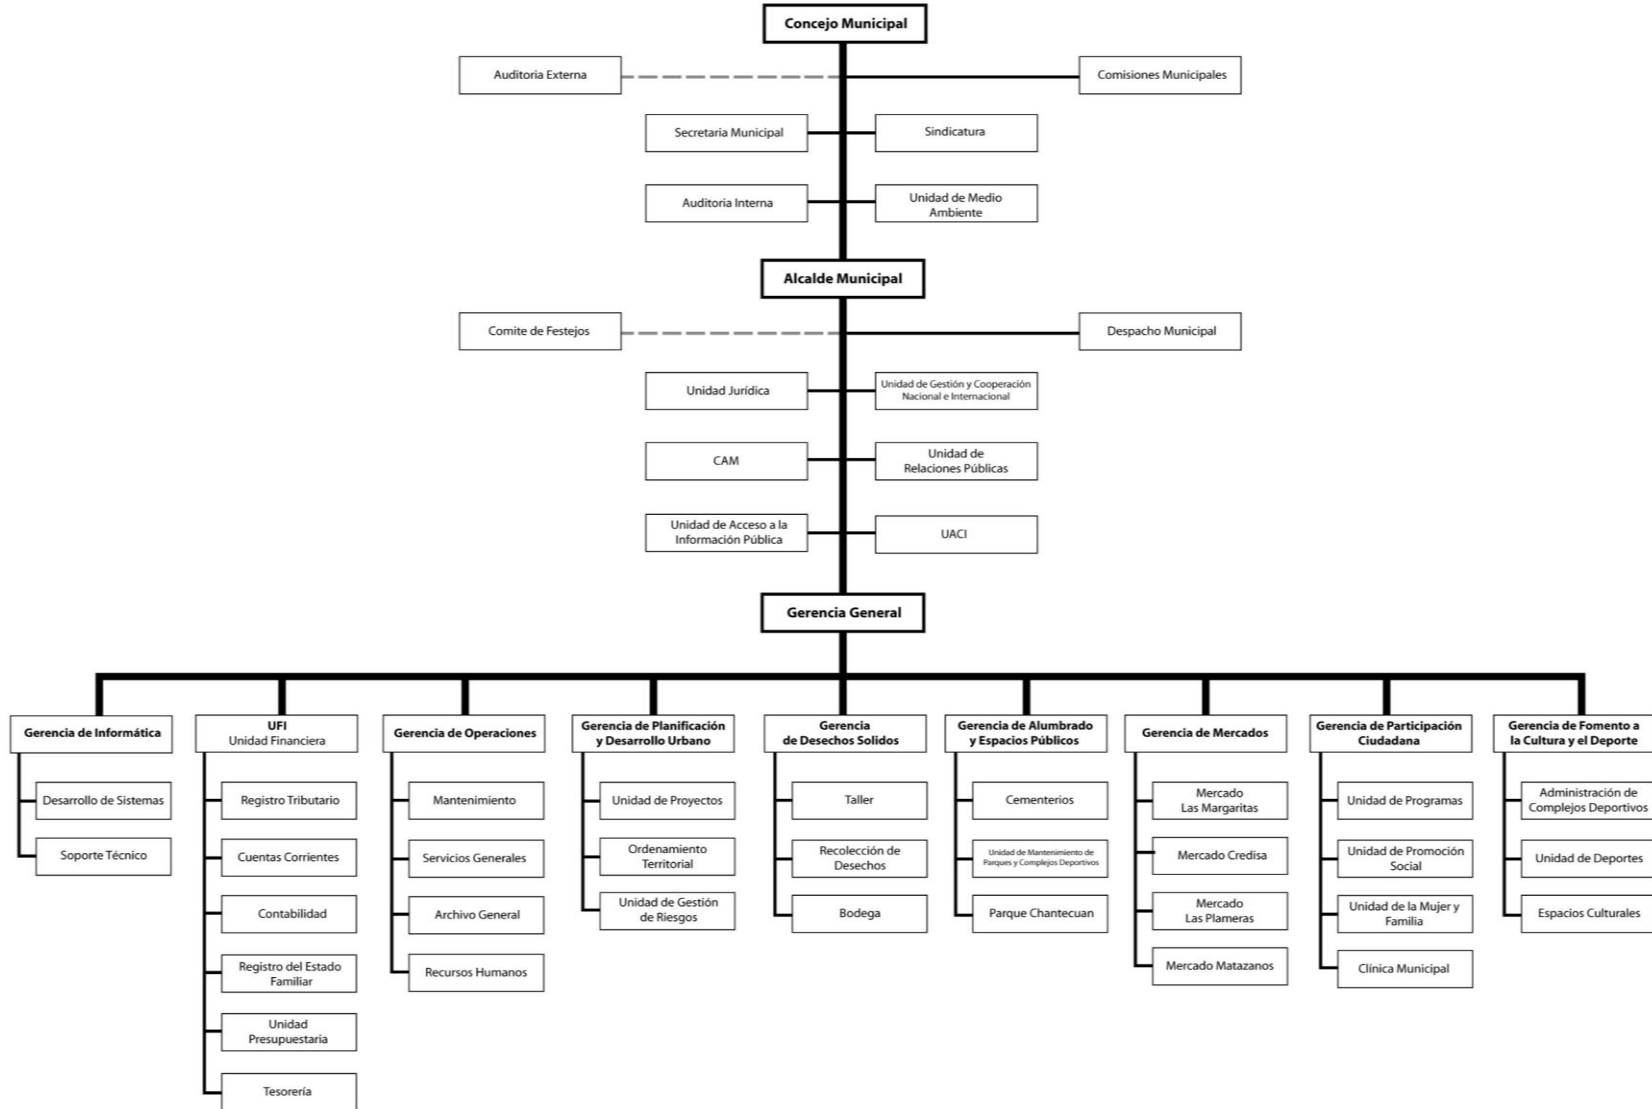 Concejo Municipal
Auditoria Externa
Comisiones Municipales
Secretaria Municipal
Sindicatura
Auditoria Interna
Unidad de Medio
Ambiente
Alcalde Municipal
Comite de Festejos
Despacho Municipal
Unidad Jurídica
Unidad de Gestión y Cooperación
Nacional e Internacional
CAM
Unidad de
Relaciones Públicas
Unidad de Acceso a la
Información Pública
UACI
Gerencia General
Gerencia de Informática
Desarrollo de Sistemas
Soporte Técnico
UFI
Unidad Financiera
Registro Tributario
Cuentas Corrientes
Contabilidad
Registro del Estado
Familiar
Unidad
Presupuestaria
Tesorería
Gerencia de Operaciones
Mantenimiento
Servicios Generales
Archivo General
Recursos Humanos
Gerencia de Planificación
y Desarrollo Urbano
Unidad de Proyectos
Ordenamiento
Territorial
Unidad de Gestión
de Riesgos
Gerencia
de Desechos Solidos
Taller
Recolección de
Desechos
Bodega
Gerencia de Alumbrado
y Espacios Públicos
Cementerios
Unidad de Mantenimiento de
Parques y Complejos Deportivos
Parque Chantecuan
Gerencia de Mercados
Mercado
Las Margaritas
Mercado Credisa
Mercado
Las Plameras
Mercado Matazanos
Gerencia de Participación
Ciudadana
Unidad de Programas
Unidad de Promoción
Social
Unidad de la Mujer y
Familia
Clínica Municipal
Gerencia de Fomento a
la Cultura y el Deporte
Administración de
Complejos Deportivos
Unidad de Deportes
Espacios Culturales